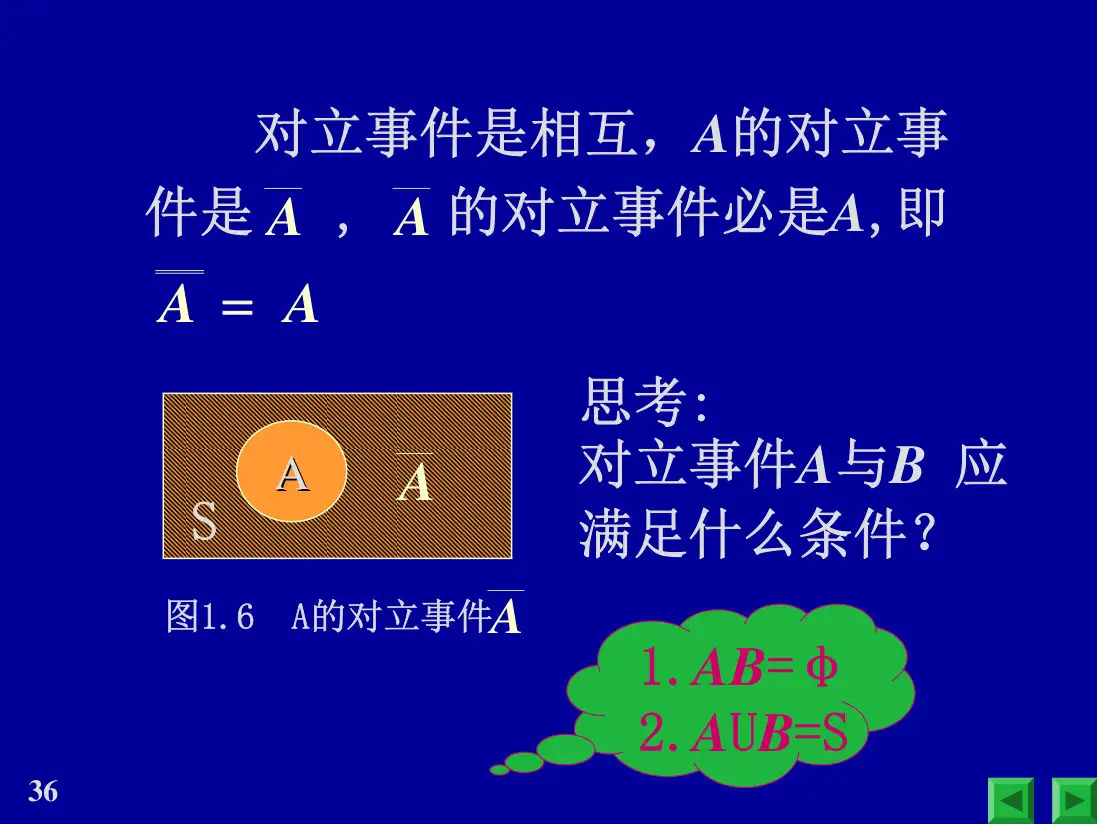 对立事件是相互，A的对立事
件是 A̅ ， A̅ 的对立事件必是A,即
A̿ = A
思考:
对立事件A与B 应
满足什么条件?
A
A̅
S
图1.6 A的对立事件A̅
1.AB=ф
2.AUB=S
36